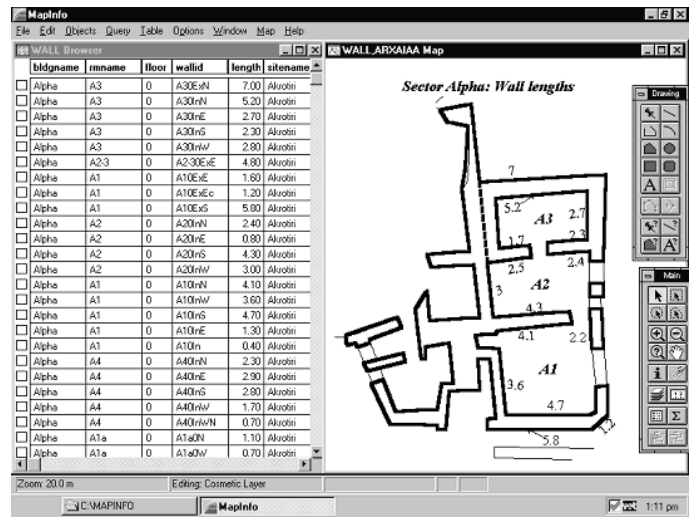 MapInfo
File Edit Objects Query Table Options Window Map Help
WALL Browser
bldgname rmname floor wallid length sitename
Alpha A3 0 A30ExN 7.00 Akrotiri
Alpha A3 0 A30InN 5.20 Akrotiri
Alpha A3 0 A30InE 2.70 Akrotiri
Alpha A3 0 A30InS 2.30 Akrotiri
Alpha A3 0 A30InW 2.80 Akrotiri
Alpha A2-3 0 A2-30ExE 4.80 Akrotiri
Alpha A1 0 A10ExE 1.60 Akrotiri
Alpha A1 0 A10ExEc 1.20 Akrotiri
Alpha A1 0 A10ExS 5.80 Akrotiri
Alpha A2 0 A20InN 2.40 Akrotiri
Alpha A2 0 A20InE 0.80 Akrotiri
Alpha A2 0 A20InS 4.30 Akrotiri
Alpha A2 0 A20InW 3.00 Akrotiri
Alpha A1 0 A10InN 4.10 Akrotiri
Alpha A1 0 A10InW 3.60 Akrotiri
Alpha A1 0 A10InS 4.70 Akrotiri
Alpha A1 0 A10InE 1.30 Akrotiri
Alpha A1 0 A10In 0.40 Akrotiri
Alpha A4 0 A40InN 2.30 Akrotiri
Alpha A4 0 A40InE 2.90 Akrotiri
Alpha A4 0 A40InS 2.80 Akrotiri
Alpha A4 0 A40InW 1.70 Akrotiri
Alpha A4 0 A40InWN 0.70 Akrotiri
Alpha A1a 0 A1a0N 1.10 Akrotiri
Alpha A1a 0 A1a0W 0.70 Akrotiri
WALL,ARXAIAA Map
Sector Alpha: Wall lengths
7
5.2 A3 2.7
1.7 2.3
2.5 2.4
A2
3
4.3
4.1 2.2
A1
3.6
4.7
1.2
5.8
Drawing
A
A
Main
i
Σ
Zoom: 20.0 m Editing: Cosmetic Layer
C:\MAPINFO MapInfo 1:11 pm